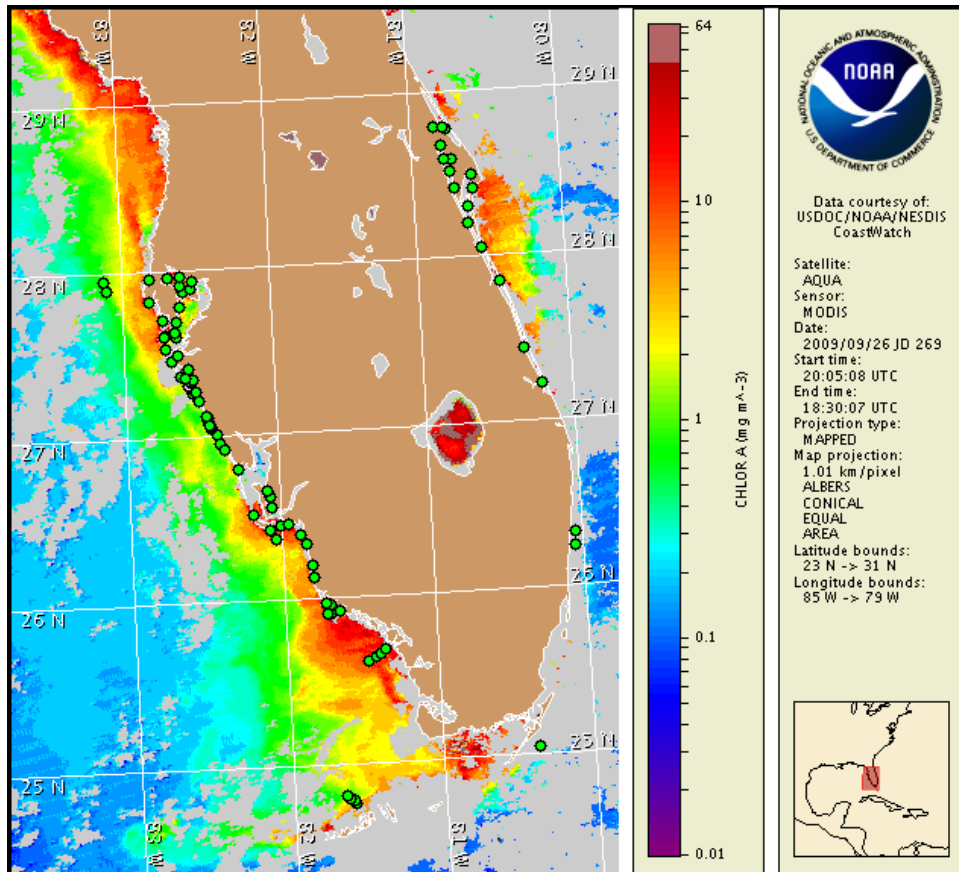 83 W
82 W
81 W
80 W
29 N
29 N
28 N
28 N
27 N
27 N
26 N
26 N
25 N
25 N
83 W
82 W
81 W
64
10
1
0.1
0.01
CHLOR A (mg m^-3)
NATIONAL OCEANIC AND ATMOSPHERIC ADMINISTRATION
NOAA
U.S. DEPARTMENT OF COMMERCE
Data courtesy of:
USDOC/NOAA/NESDIS
CoastWatch
Satellite:
AQUA
Sensor:
MODIS
Date:
2009/09/26 JD 269
Start time:
20:05:08 UTC
End time:
18:30:07 UTC
Projection type:
MAPPED
Map projection:
1.01 km/pixel
ALBERS
CONICAL
EQUAL
AREA
Latitude bounds:
23 N -> 31 N
Longitude bounds:
85 W -> 79 W